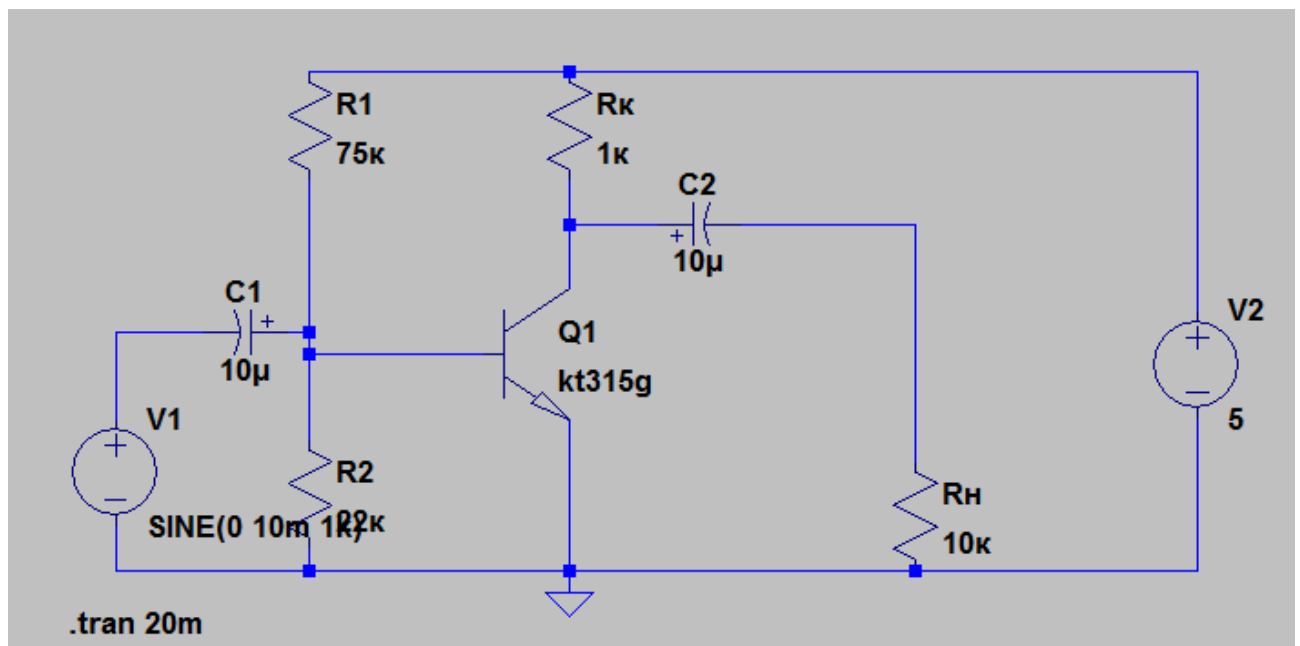 R1
75к
Rк
1к
C2
+
10µ
C1
+
10µ
Q1
kt315g
V1
+
–
SINE(0 10m 1k)
R2
22к
Rн
10к
V2
+
–
5
.tran 20m